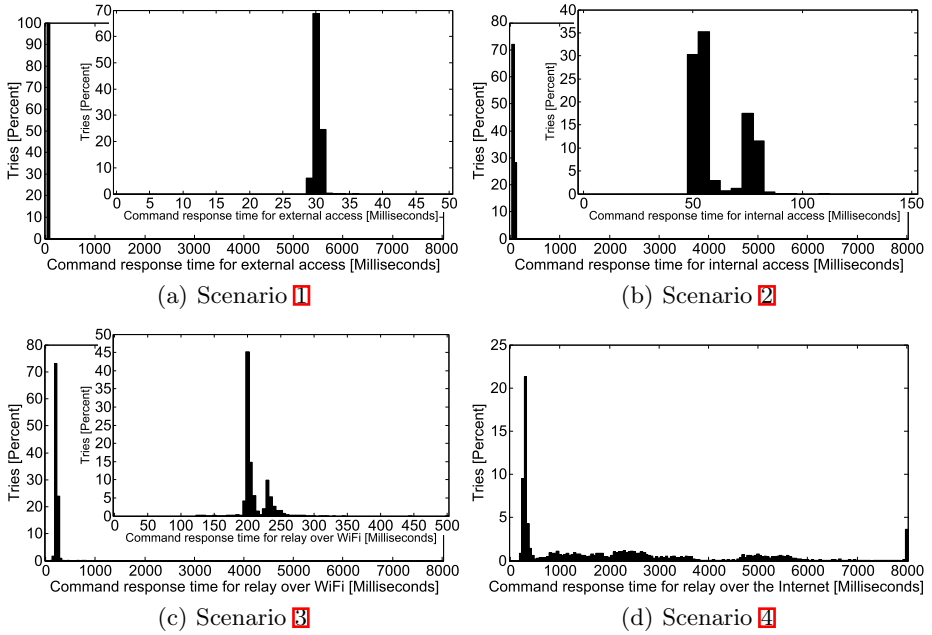 100
90
80
70
60
50
40
30
20
10
0
Tries [Percent]
0 1000 2000 3000 4000 5000 6000 7000 8000
Command response time for external access [Milliseconds]
70
60
50
40
30
20
10
0
Tries [Percent]
0 5 10 15 20 25 30 35 40 45 50
Command response time for external access [Milliseconds]
(a) Scenario 1
80
70
60
50
40
30
20
10
0
Tries [Percent]
0 1000 2000 3000 4000 5000 6000 7000 8000
Command response time for internal access [Milliseconds]
40
35
30
25
20
15
10
5
0
Tries [Percent]
0 50 100 150
Command response time for internal access [Milliseconds]
(b) Scenario 2
80
70
60
50
40
30
20
10
0
Tries [Percent]
0 1000 2000 3000 4000 5000 6000 7000 8000
Command response time for relay over WiFi [Milliseconds]
50
45
40
35
30
25
20
15
10
5
0
Tries [Percent]
0 50 100 150 200 250 300 350 400 450 500
Command response time for relay over WiFi [Milliseconds]
(c) Scenario 3
25
20
15
10
5
0
Tries [Percent]
0 1000 2000 3000 4000 5000 6000 7000 8000
Command response time for relay over the Internet [Milliseconds]
(d) Scenario 4